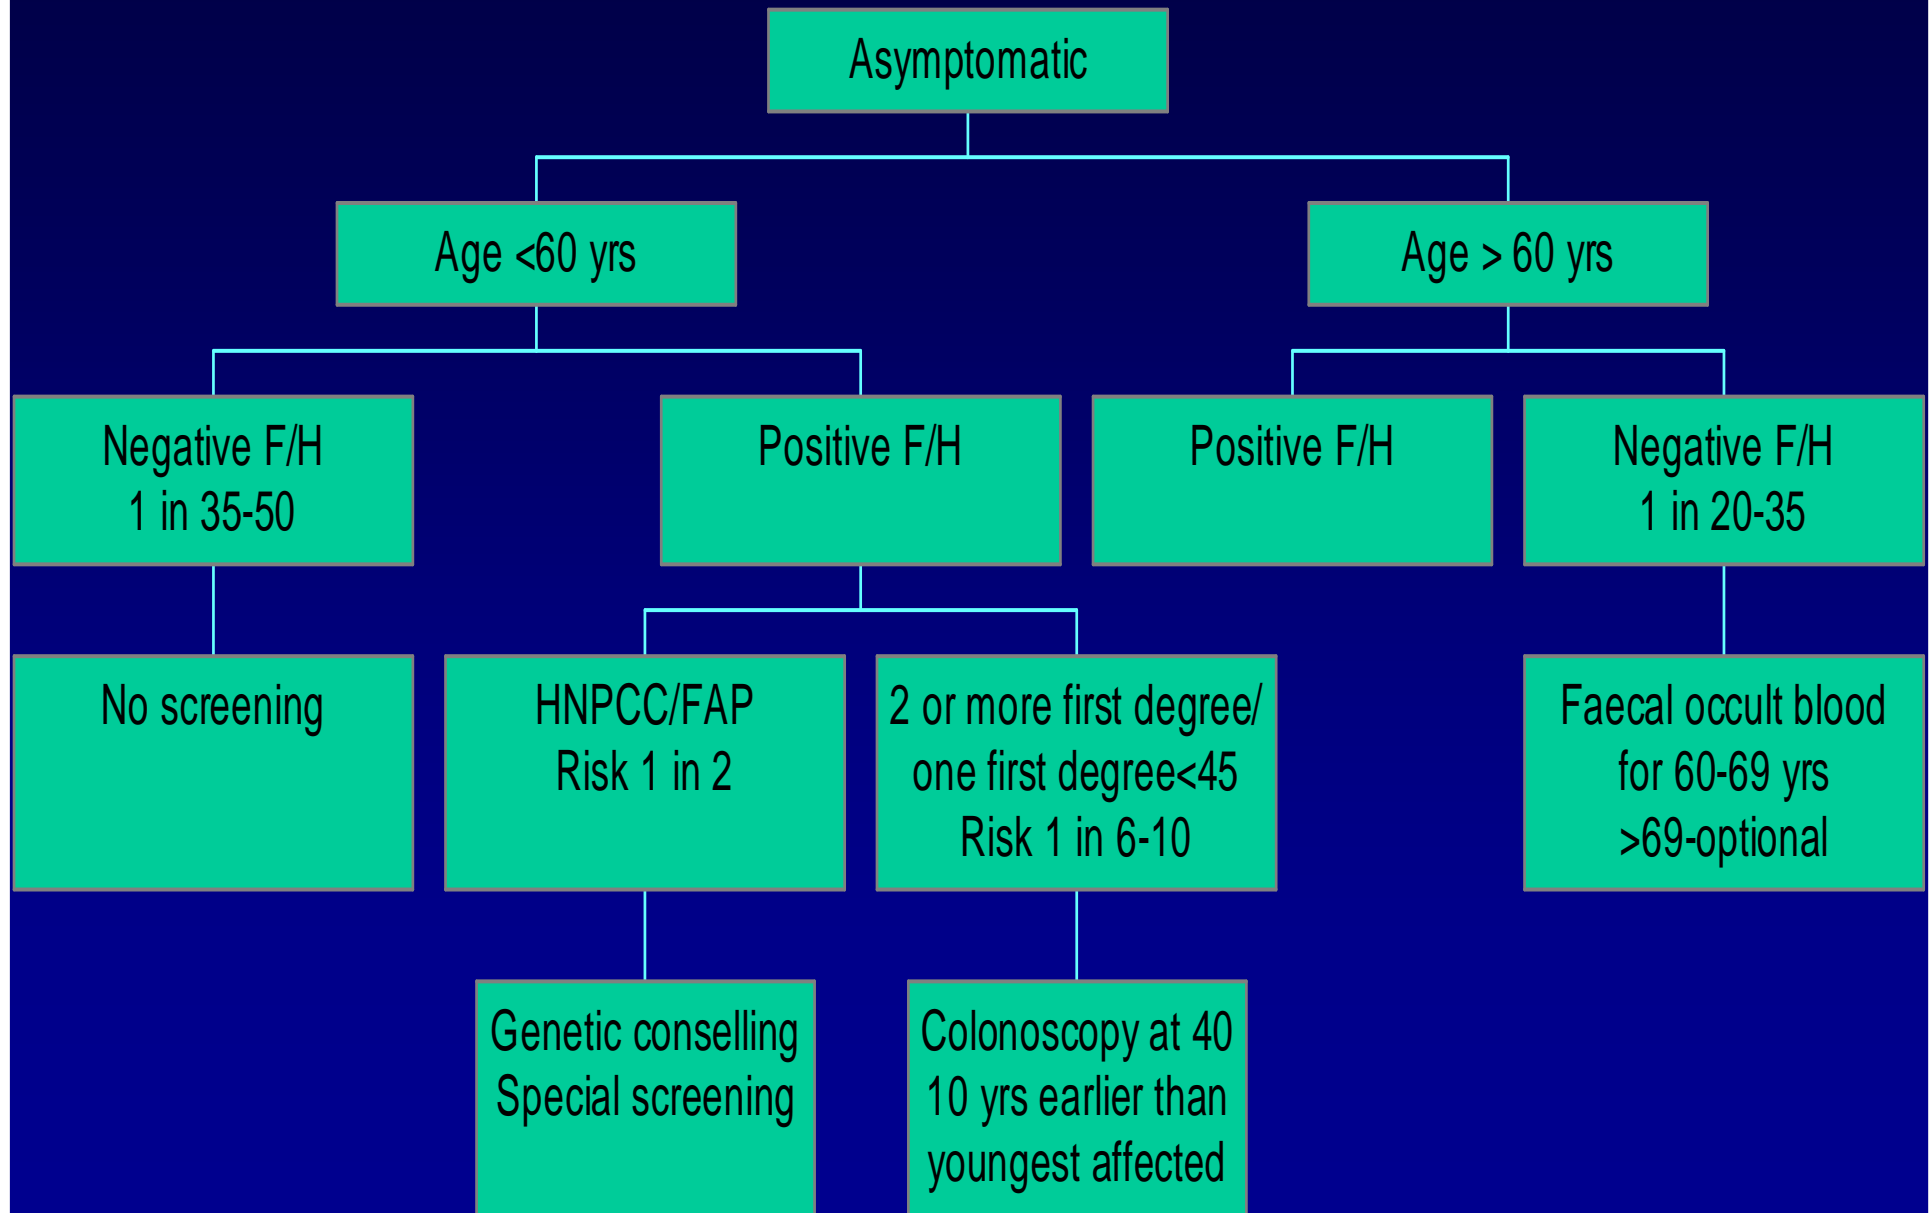 Asymptomatic
Age <60 yrs
Age > 60 yrs
Negative F/H
1 in 35-50
Positive F/H
Positive F/H
Negative F/H
1 in 20-35
No screening
HNPCC/FAP
Risk 1 in 2
2 or more first degree/
one first degree<45
Risk 1 in 6-10
Faecal occult blood
for 60-69 yrs
>69-optional
Genetic conselling
Special screening
Colonoscopy at 40
10 yrs earlier than
youngest affected